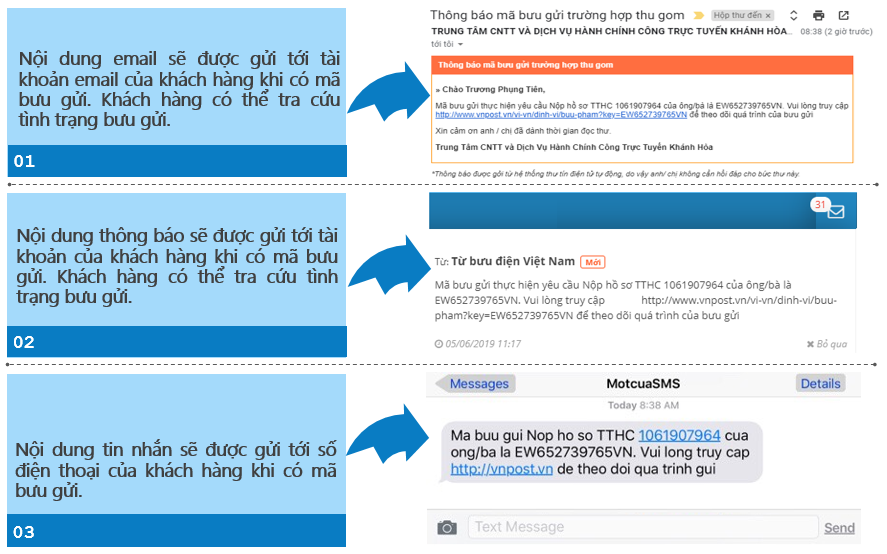 Nội dung email sẽ được gửi tới tài
khoản email của khách hàng khi có mã
bưu gửi. Khách hàng có thể tra cứu
tình trạng bưu gửi.
01
Thông báo mã bưu gửi trường hợp thu gom
Hộp thư đến ×
TRUNG TÂM CNTT VÀ DỊCH VỤ HÀNH CHÍNH CÔNG TRỰC TUYẾN KHÁNH HÒA...
08:38 (2 giờ trước)
tới tôi
Thông báo mã bưu gửi trường hợp thu gom
» Chào Trương Phụng Tiên,
Mã bưu gửi thực hiện yêu cầu Nộp hồ sơ TTHC 1061907964 của ông/bà là EW652739765VN. Vui lòng truy cập
http://www.vnpost.vn/vi-vn/dinh-vi/buu-pham?key=EW652739765VN để theo dõi quá trình của bưu gửi
Xin cảm ơn anh / chị đã dành thời gian đọc thư.
Trung Tâm CNTT và Dịch Vụ Hành Chính Công Trực Tuyến Khánh Hòa
*Thông báo được gởi từ hệ thống thư tín điện tử tự động, do vậy anh/ chị không cần hồi đáp cho bức thư này.
Nội dung thông báo sẽ được gửi tới tài
khoản của khách hàng khi có mã bưu
gửi. Khách hàng có thể tra cứu tình
trạng bưu gửi.
02
31
Từ: Từ bưu điện Việt Nam Mới
Mã bưu gửi thực hiện yêu cầu Nộp hồ sơ TTHC 1061907964 của ông/bà là
EW652739765VN. Vui lòng truy cập http://www.vnpost.vn/vi-vn/dinh-vi/buu-
pham?key=EW652739765VN để theo dõi quá trình của bưu gửi
05/06/2019 11:17
Bỏ qua
Nội dung tin nhắn sẽ được gửi tới số
điện thoại của khách hàng khi có mã
bưu gửi.
03
Messages
MotcuaSMS
Details
Today 8:38 AM
Ma buu gui Nop ho so TTHC 1061907964 cua
ong/ba la EW652739765VN. Vui long truy cap
http://vnpost.vn de theo doi qua trinh gui
Text Message
Send